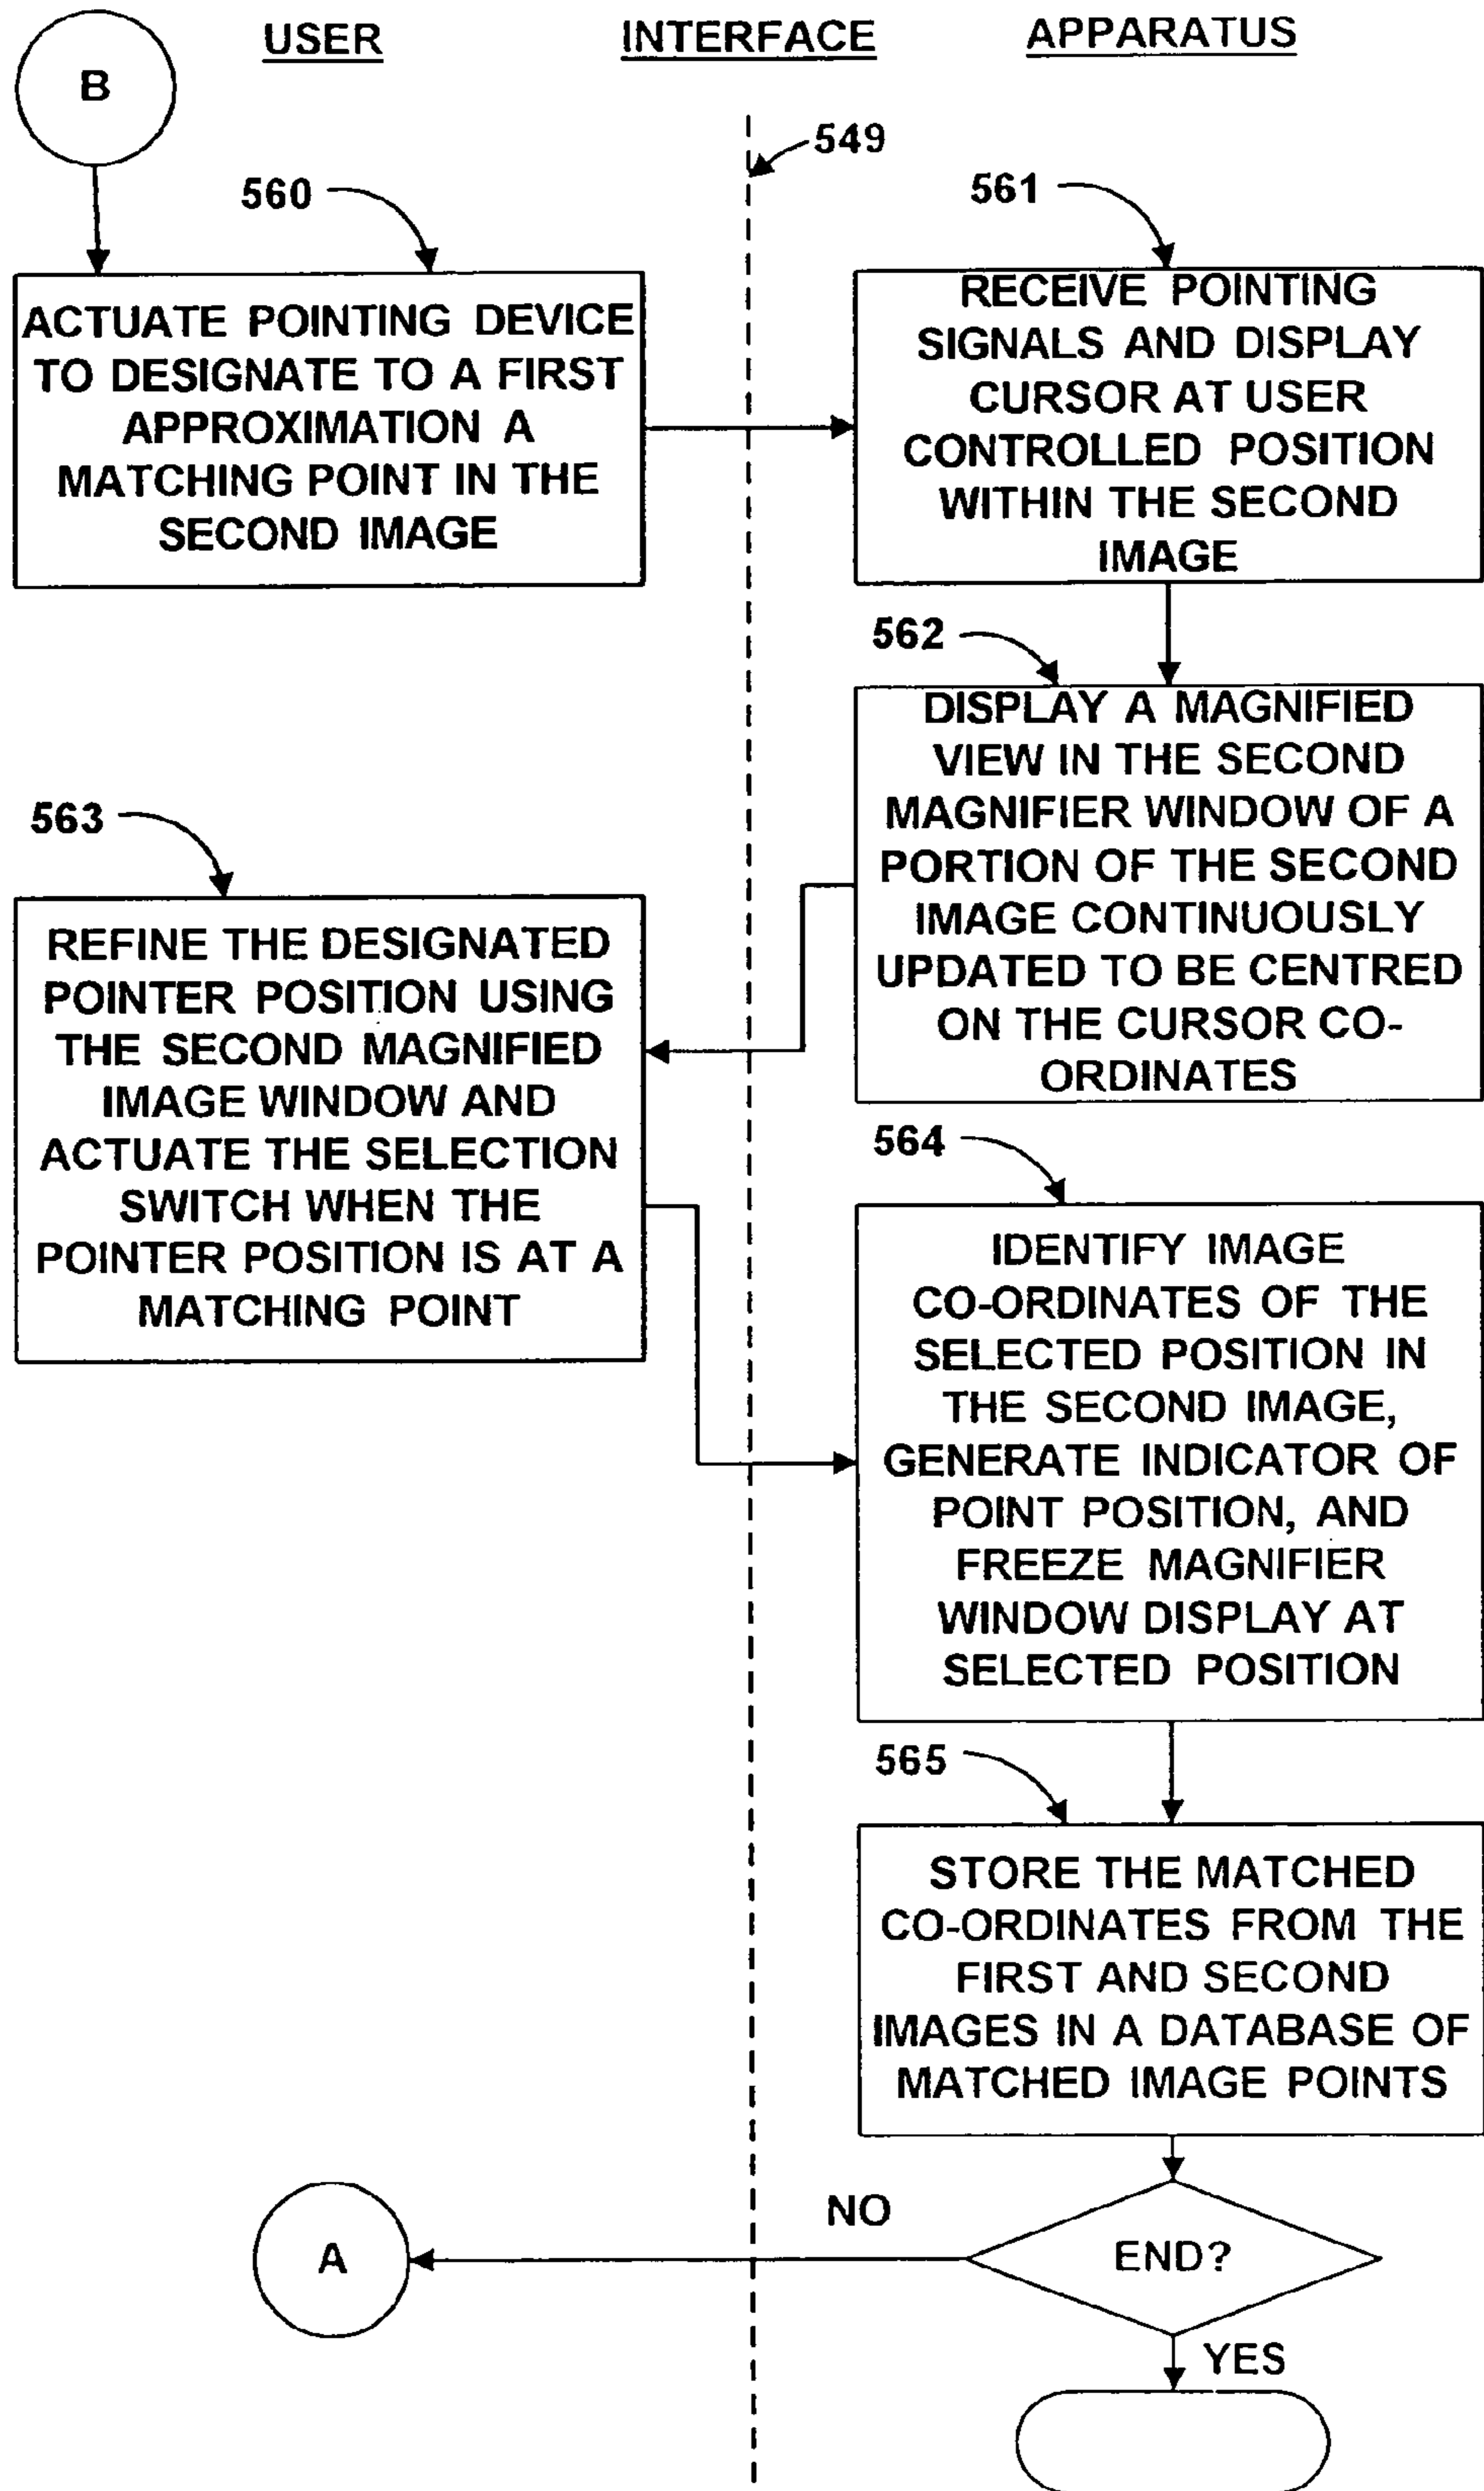 USER
INTERFACE
APPARATUS
B
549
560
561
ACTUATE POINTING DEVICE
TO DESIGNATE TO A FIRST
APPROXIMATION A
MATCHING POINT IN THE
SECOND IMAGE
RECEIVE POINTING
SIGNALS AND DISPLAY
CURSOR AT USER
CONTROLLED POSITION
WITHIN THE SECOND
IMAGE
562
DISPLAY A MAGNIFIED
VIEW IN THE SECOND
MAGNIFIER WINDOW OF A
PORTION OF THE SECOND
IMAGE CONTINUOUSLY
UPDATED TO BE CENTRED
ON THE CURSOR CO-
ORDINATES
563
REFINE THE DESIGNATED
POINTER POSITION USING
THE SECOND MAGNIFIED
IMAGE WINDOW AND
ACTUATE THE SELECTION
SWITCH WHEN THE
POINTER POSITION IS AT A
MATCHING POINT
564
IDENTIFY IMAGE
CO-ORDINATES OF THE
SELECTED POSITION IN
THE SECOND IMAGE,
GENERATE INDICATOR OF
POINT POSITION, AND
FREEZE MAGNIFIER
WINDOW DISPLAY AT
SELECTED POSITION
565
STORE THE MATCHED
CO-ORDINATES FROM THE
FIRST AND SECOND
IMAGES IN A DATABASE OF
MATCHED IMAGE POINTS
NO
A
END?
YES